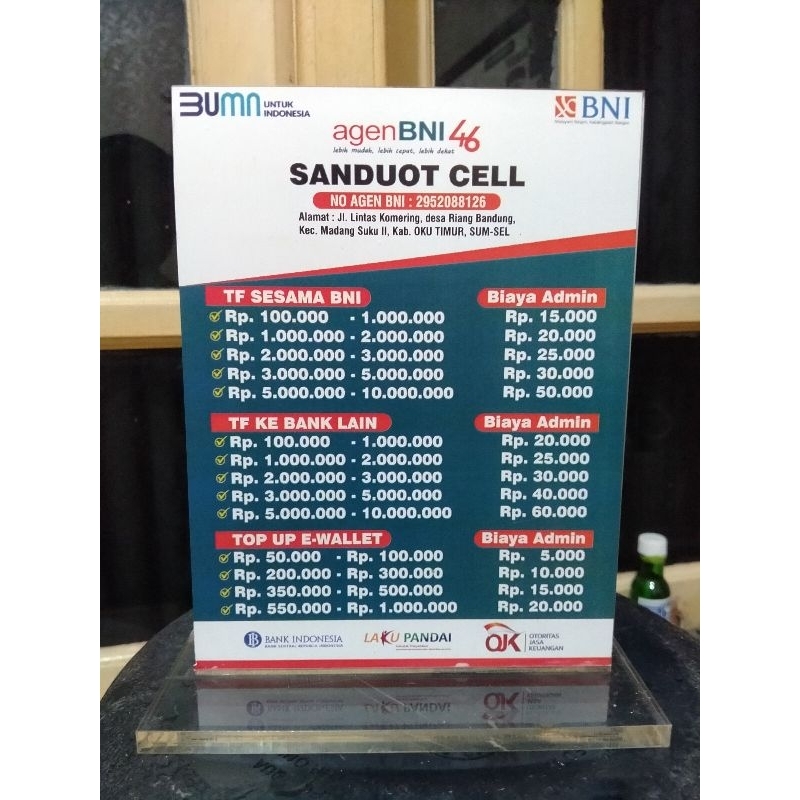 BUMN UNTUK INDONESIA
BNI
agenBNI 46
lebih mudah, lebih cepat, lebih dekat
SANDUOT CELL
NO AGEN BNI : 2952088126
Alamat : Jl. Lintas Komering, desa Riang Bandung,
Kec. Madang Suku II, Kab. OKU TIMUR, SUM-SEL
TF SESAMA BNI Biaya Admin
Rp. 100.000 - 1.000.000 Rp. 15.000
Rp. 1.000.000 - 2.000.000 Rp. 20.000
Rp. 2.000.000 - 3.000.000 Rp. 25.000
Rp. 3.000.000 - 5.000.000 Rp. 30.000
Rp. 5.000.000 - 10.000.000 Rp. 50.000
TF KE BANK LAIN Biaya Admin
Rp. 100.000 - 1.000.000 Rp. 20.000
Rp. 1.000.000 - 2.000.000 Rp. 25.000
Rp. 2.000.000 - 3.000.000 Rp. 30.000
Rp. 3.000.000 - 5.000.000 Rp. 40.000
Rp. 5.000.000 - 10.000.000 Rp. 60.000
TOP UP E-WALLET Biaya Admin
Rp. 50.000 - Rp. 100.000 Rp. 5.000
Rp. 200.000 - Rp. 300.000 Rp. 10.000
Rp. 350.000 - Rp. 500.000 Rp. 15.000
Rp. 550.000 - Rp. 1.000.000 Rp. 20.000
BANK INDONESIA
BANK SENTRAL REPUBLIK INDONESIA
LAKU PANDAI
OJK OTORITAS JASA KEUANGAN